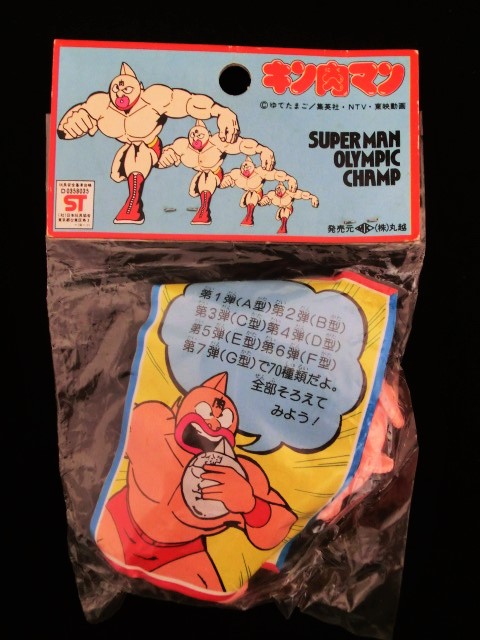 キン肉マン
©ゆでたまご/集英社・NTV・東映動画
SUPER MAN
OLYMPIC
CHAMP
ST
発売元 (株)丸越
肉
第1弾(A型)第2弾(B型)
第3弾(C型)第4弾(D型)
第5弾(E型)第6弾(F型)
第7弾(G型)で70種類だよ。
全部そろえて
みよう!